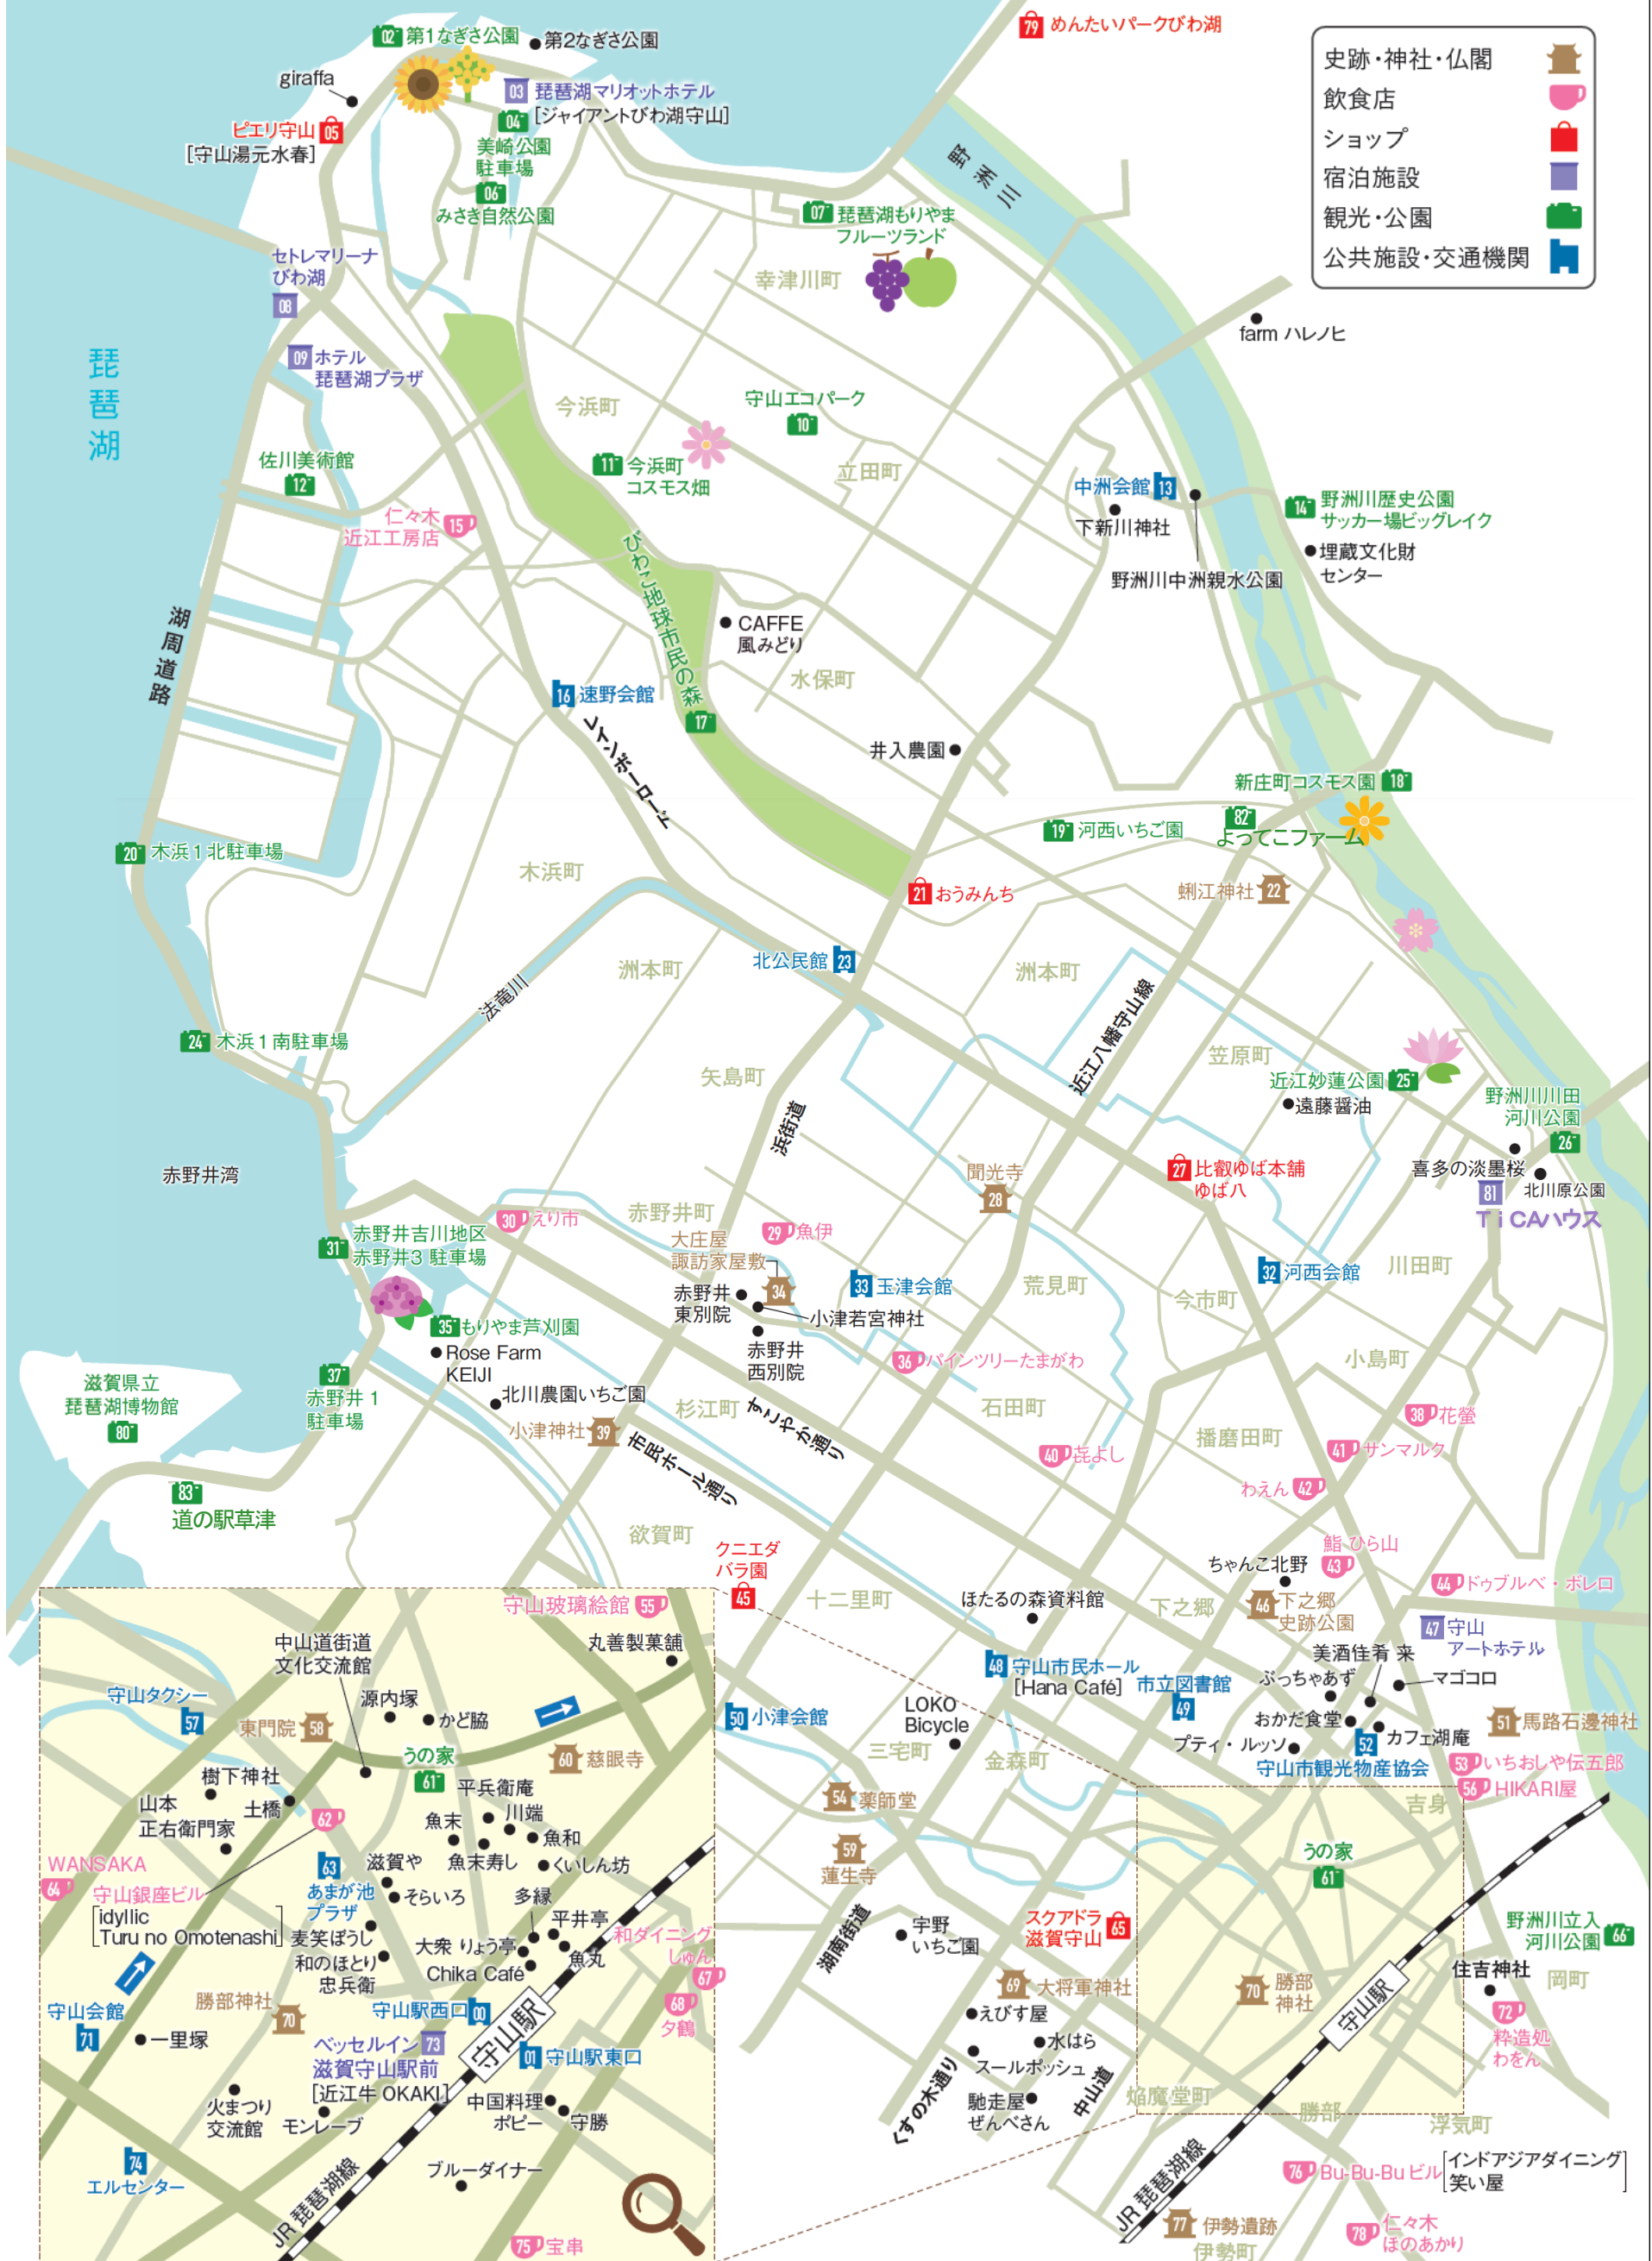 02 第1なぎさ公園
第2なぎさ公園
79 めんたいパークびわ湖
giraffa
03 琵琶湖マリオットホテル
04 [ジャイアントびわ湖守山]
ピエリ守山 05
[守山湯元水春]
美崎公園
駐車場
06
みさき自然公園
史跡・神社・仏閣
飲食店
ショップ
宿泊施設
観光・公園
公共施設・交通機関
野洲川
07 琵琶湖もりやま
フルーツランド
幸津川町
セトレマリーナ
びわ湖
08
farm ハレノヒ
琵琶湖
09 ホテル
琵琶湖プラザ
今浜町
守山エコパーク
10
佐川美術館
12
11 今浜町
コスモス畑
立田町
中洲会館 13
下新川神社
野洲川中洲親水公園
14 野洲川歴史公園
サッカー場ビッグレイク
埋蔵文化財
センター
仁々木
近江工房店 15
びわこ地球市民の森
17
CAFFE
風みどり
湖周道路
16 速野会館
水保町
レインボーロード
井入農園
新庄町コスモス園 18
82
よってこファーム
19 河西いちご園
20 木浜1北駐車場
木浜町
21 おうみんち
蜊江神社 22
北公民館 23
洲本町
洲本町
法竜川
近江八幡守山線
24 木浜1南駐車場
矢島町
笠原町
近江妙蓮公園 25
遠藤醤油
野洲川川田
河川公園
26
浜街道
赤野井湾
聞光寺
28
27 比叡ゆば本舗
ゆば八
喜多の淡墨桜
北川原公園
81
TiCAハウス
30 えり市
赤野井町
29 魚伊
大庄屋
諏訪家屋敷
34
31 赤野井吉川地区
赤野井3 駐車場
赤野井
東別院
33 玉津会館
小津若宮神社
赤野井
西別院
荒見町
32 河西会館
川田町
今市町
35 もりやま芦刈園
Rose Farm
KEIJI
36 パインツリーたまがわ
小島町
滋賀県立
琵琶湖博物館
80
37
赤野井1
駐車場
北川農園いちご園
小津神社 39
杉江町
すこやか通り
市民ホール通り
石田町
38 花螢
播磨田町
40 㐂よし
41 サンマルク
わえん 42
83
道の駅草津
欲賀町
クニエダ
バラ園
45
鮨 ひら山
43
ちゃんこ北野
44 ドゥブルベ・ボレロ
十二里町
ほたるの森資料館
下之郷
46 下之郷
史跡公園
47 守山
アートホテル
48 守山市民ホール
[Hana Café]
市立図書館
49
美酒佳肴 来
ぶっちゃあず
マゴコロ
50 小津会館
LOKO
Bicycle
おかだ食堂
カフェ湖庵
51 馬路石邊神社
三宅町
金森町
プティ・ルッソ
52
守山市観光物産協会
53 いちおしや伝五郎
56 HIKARI屋
54 薬師堂
吉身
59
蓮生寺
うの家
61
湖南街道
宇野
いちご園
スクアドラ
滋賀守山 65
野洲川立入
河川公園 66
69 大将軍神社
70 勝部
神社
住吉神社
岡町
守山駅
えびす屋
水はら
スールポッシュ
馳走屋
ぜんべさん
72
粋造処
わをん
くすの木通り
中山道
焔魔堂町
勝部
浮気町
JR 琵琶湖線
76 Bu-Bu-Bu ビル
[インドアジアダイニング
笑い屋]
77 伊勢遺跡
伊勢町
78 仁々木
ほのあかり
守山玻璃絵館 55
中山道街道
文化交流館
丸善製菓舗
守山タクシー
57
東門院 58
源内塚
かど脇
うの家
61
60 慈眼寺
樹下神社
土橋
山本
正右衛門家
62
平兵衛庵
川端
魚末
魚和
魚末寿し
くいしん坊
WANSAKA
64
守山銀座ビル
[idyllic
Turu no Omotenashi]
63
あまが池
プラザ
滋賀や
そらいろ
多縁
平井亭
麦笑ぼうし
和のほとり
忠兵衛
大衆 りょう亭
Chika Café
魚丸
和ダイニング
しゅん
67
68
夕鶴
守山会館
71
一里塚
勝部神社
70
守山駅西口 00
守山駅
01 守山駅東口
ベッセルイン 73
滋賀守山駅前
[近江牛 OKAKI]
火まつり
交流館
モンレーブ
中国料理
ポピー
守勝
74
エルセンター
ブルーダイナー
JR 琵琶湖線
75 宝串